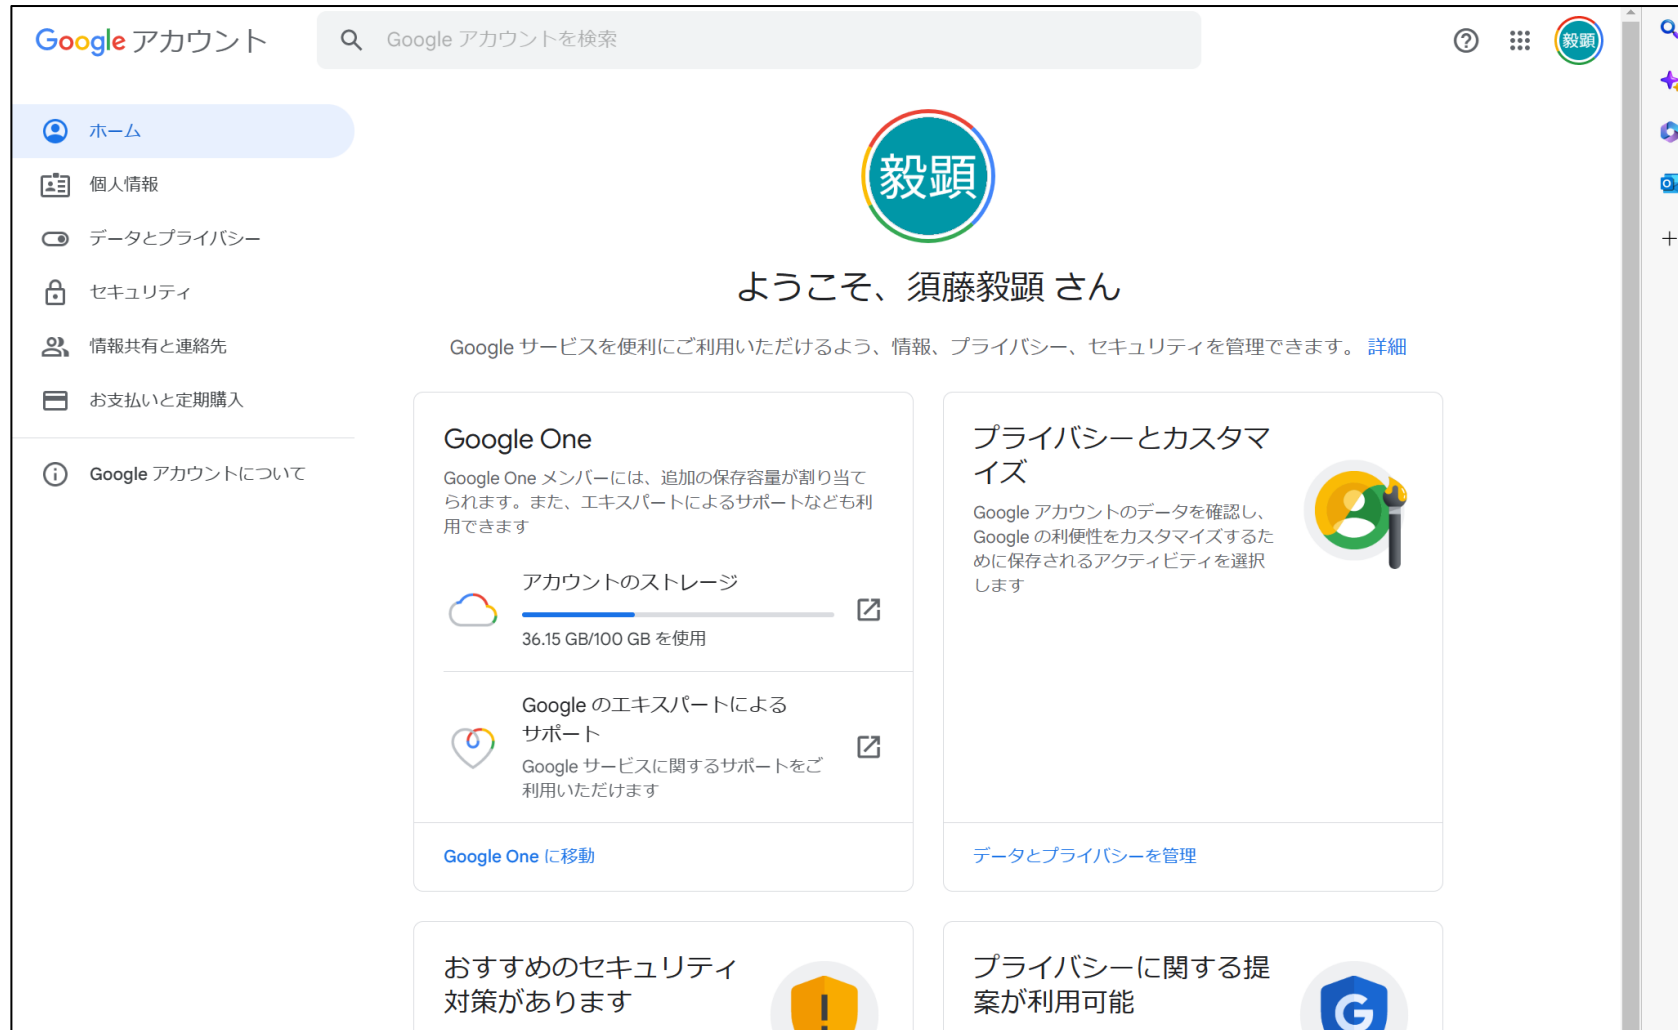 Google アカウント
Google アカウントを検索
毅顕
ホーム
個人情報
データとプライバシー
セキュリティ
情報共有と連絡先
お支払いと定期購入
Google アカウントについて
毅顕
ようこそ、須藤毅顕 さん
Google サービスを便利にご利用いただけるよう、情報、プライバシー、セキュリティを管理できます。 詳細
Google One
Google One メンバーには、追加の保存容量が割り当て
られます。また、エキスパートによるサポートなども利
用できます
アカウントのストレージ
36.15 GB/100 GB を使用
Google のエキスパートによる
サポート
Google サービスに関するサポートをご
利用いただけます
Google One に移動
プライバシーとカスタマ
イズ
Google アカウントのデータを確認し、
Google の利便性をカスタマイズするた
めに保存されるアクティビティを選択
します
データとプライバシーを管理
おすすめのセキュリティ
対策があります
プライバシーに関する提
案が利用可能